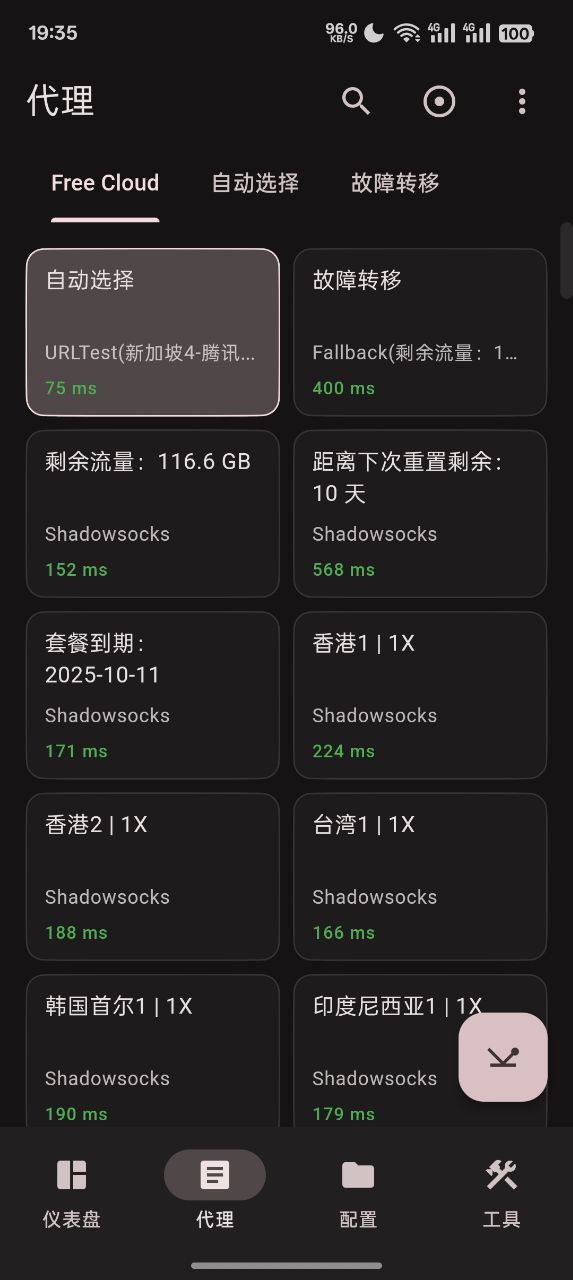 19:35
96.0
KB/S
4G
4G
100
代理
Free Cloud
自动选择
故障转移
自动选择
URLTest(新加坡4-腾讯...
75 ms
故障转移
Fallback(剩余流量：1...
400 ms
剩余流量：116.6 GB
Shadowsocks
152 ms
距离下次重置剩余：
10 天
Shadowsocks
568 ms
套餐到期：
2025-10-11
Shadowsocks
171 ms
香港1 | 1X
Shadowsocks
224 ms
香港2 | 1X
Shadowsocks
188 ms
台湾1 | 1X
Shadowsocks
166 ms
韩国首尔1 | 1X
Shadowsocks
190 ms
印度尼西亚1 | 1X
Shadowsocks
179 ms
仪表盘
代理
配置
工具